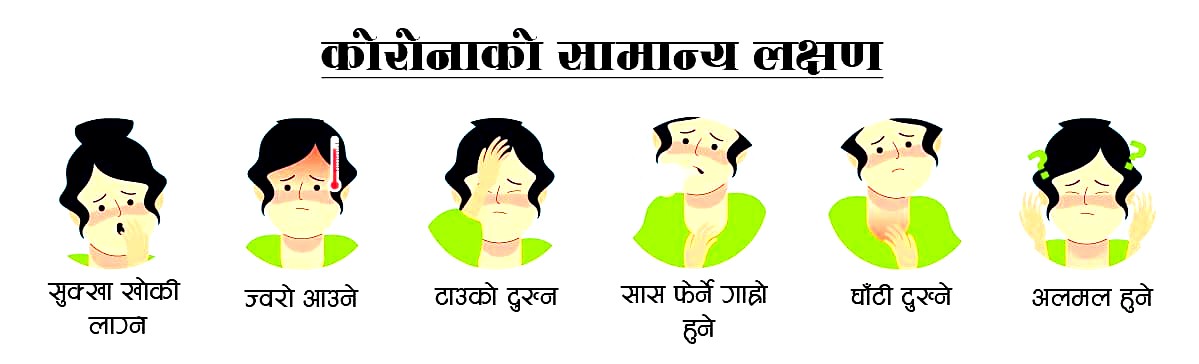 कोरोनाको सामान्य लक्षण
सुक्खा खोकी
लाग्न
ज्वरो आउने
टाउको दुख्न
सास फेर्ने गाह्रो
हुने
घाँटी दुख्ने
अलमल हुने